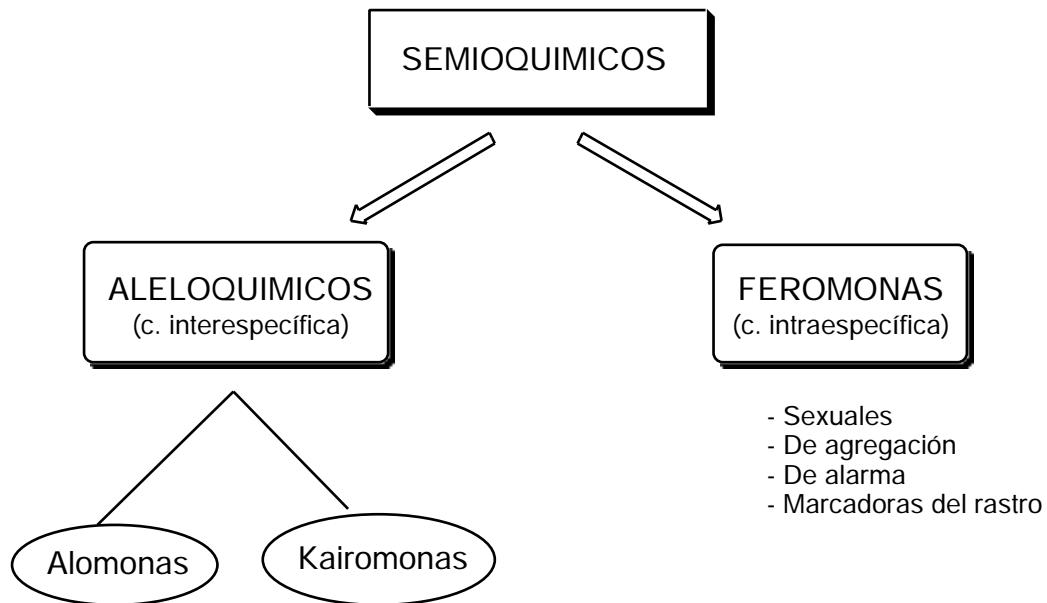 SEMIOQUIMICOS
ALELOQUIMICOS
(c. interespecífica)
FEROMONAS
(c. intraespecífica)
- Sexuales
- De agregación
- De alarma
- Marcadoras del rastro
Alomonas
Kairomonas